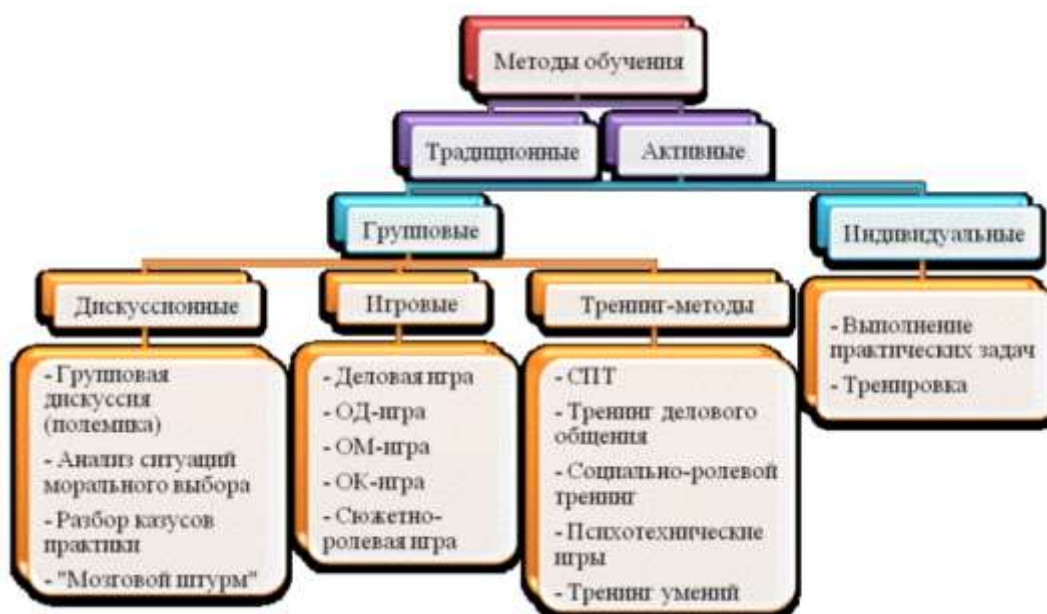 Методы обучения
Традиционные
Активные
Групповые
Индивидуальные
Дискуссионные
Игровые
Тренинг-методы
- Групповая
дискуссия
(полемика)
- Анализ ситуаций
морального выбора
- Разбор казусов
практики
- "Мозговой штурм"
- Деловая игра
- ОД-игра
- ОМ-игра
- ОК-игра
- Сюжетно-
ролевая игра
- СПТ
- Тренинг делового
общения
- Социально-ролевой
тренинг
- Психотехнические
игры
- Тренинг умений
- Выполнение
практических задач
- Тренировка